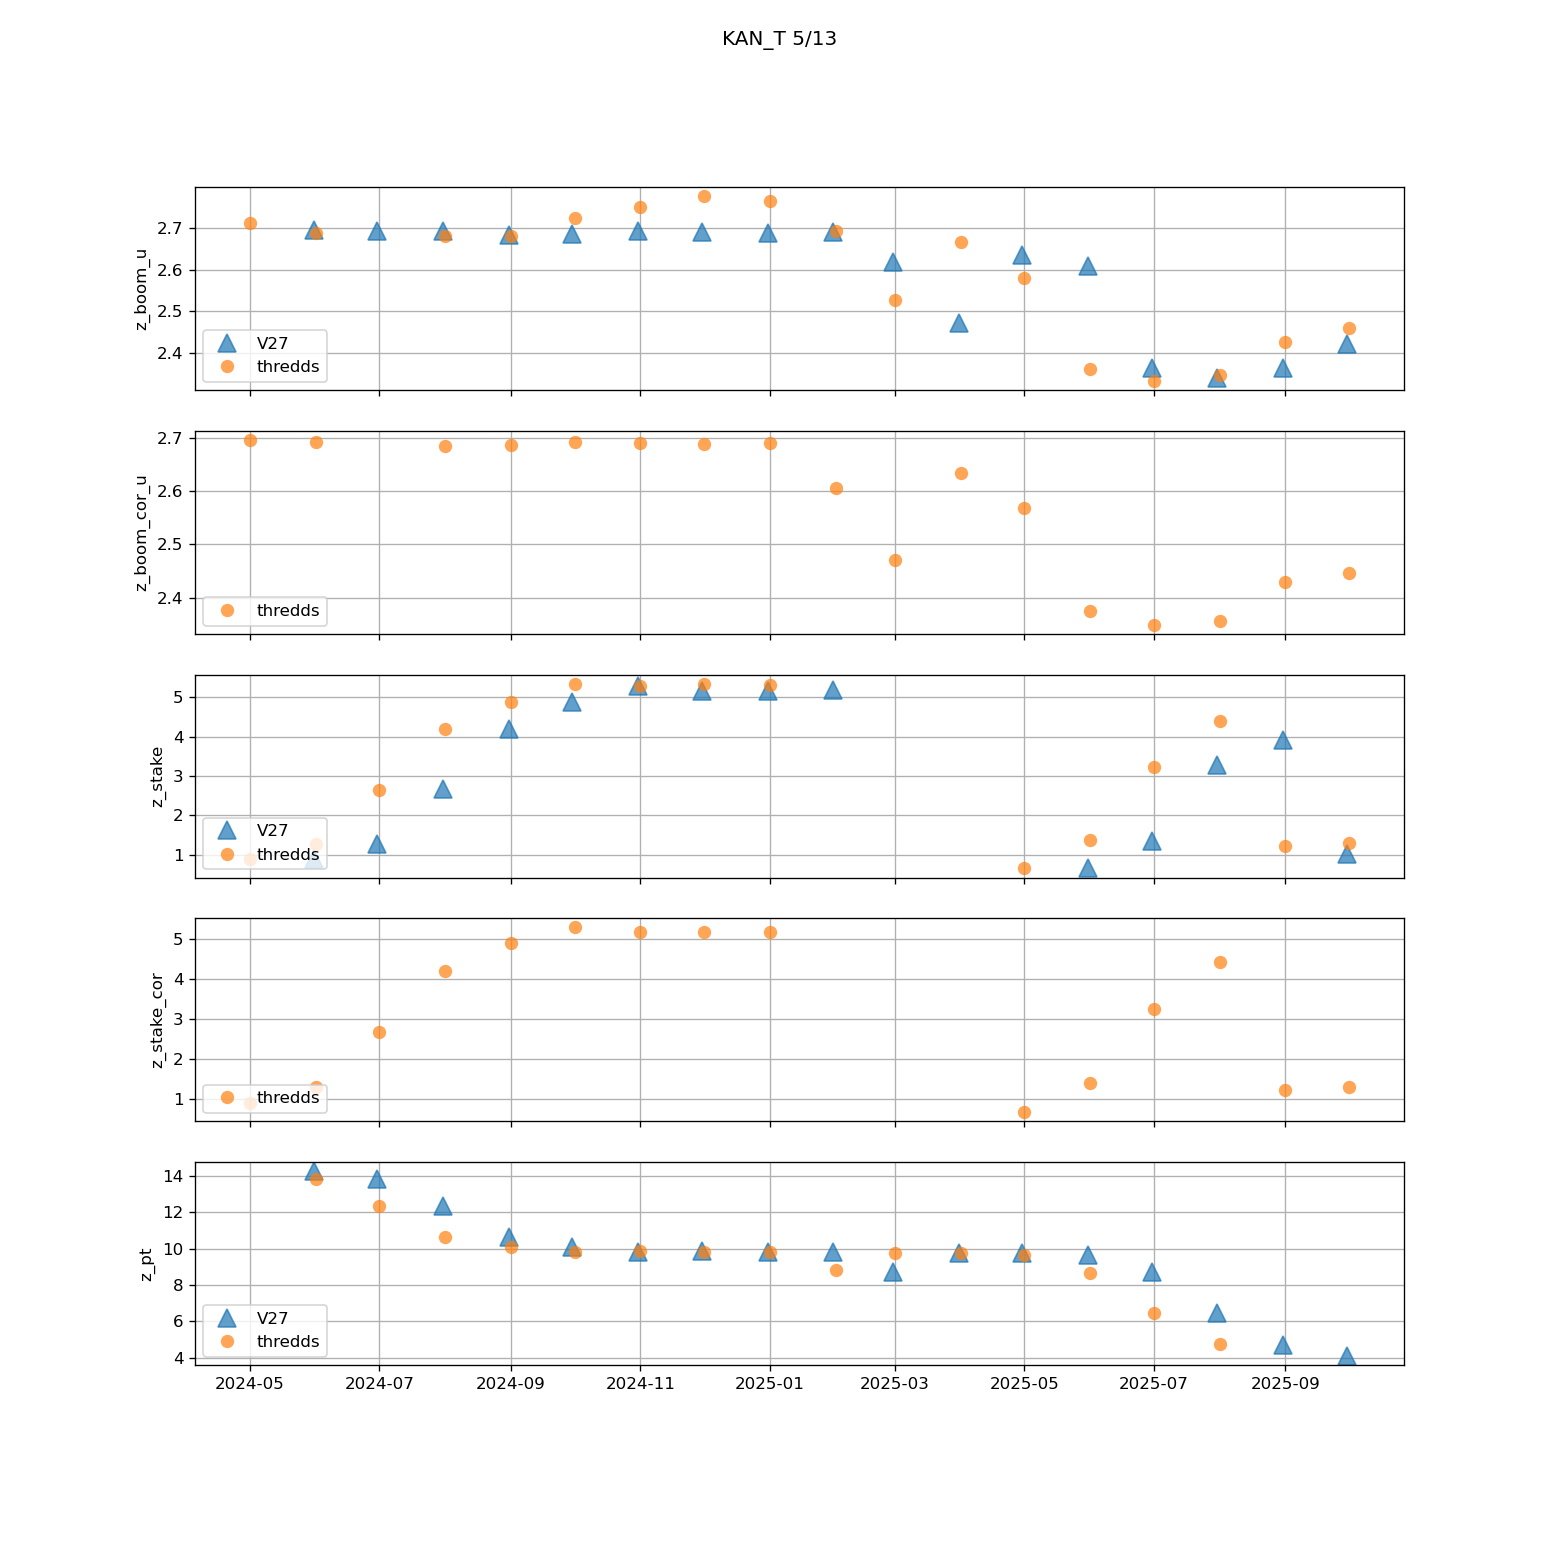 KAN_T 5/13
z_boom_u
2.7
2.6
2.5
2.4
V27
thredds
z_boom_cor_u
2.7
2.6
2.5
2.4
thredds
z_stake
5
4
3
2
1
V27
thredds
z_stake_cor
5
4
3
2
1
thredds
z_pt
14
12
10
8
6
4
V27
thredds
2024-05 2024-07 2024-09 2024-11 2025-01 2025-03 2025-05 2025-07 2025-09